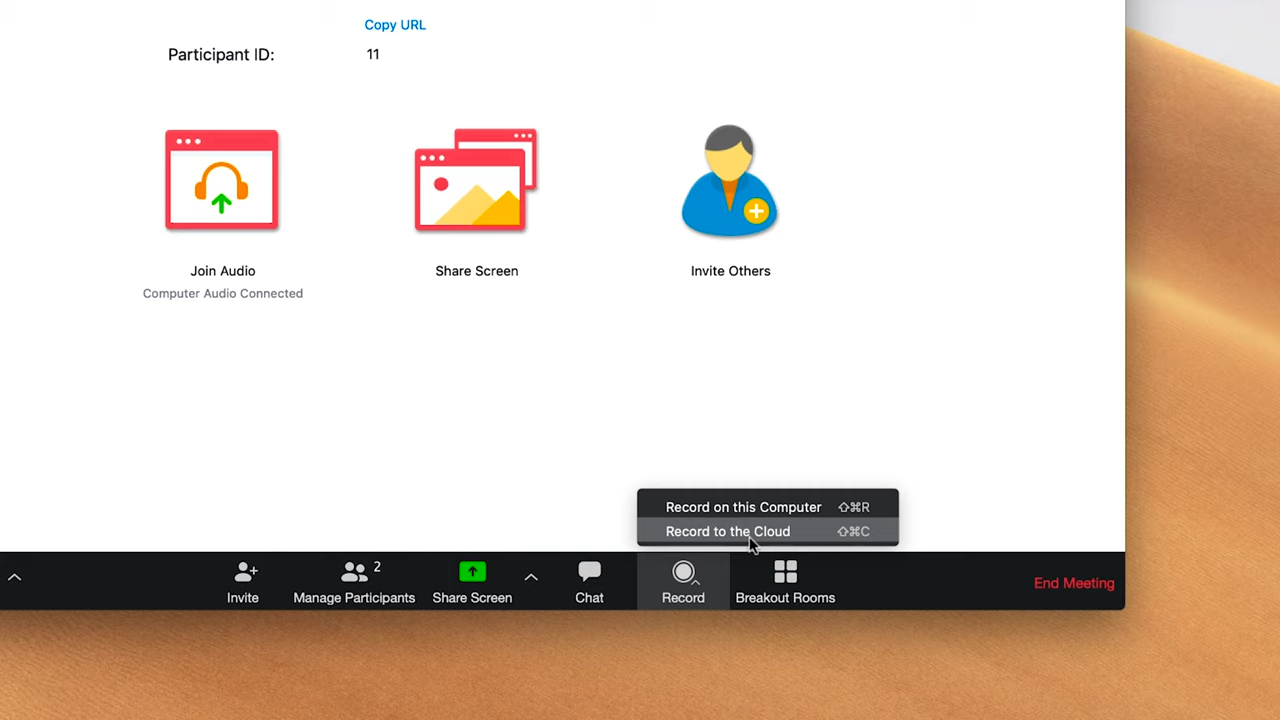 Copy URL
Participant ID: 11
Join Audio
Computer Audio Connected
Share Screen
Invite Others
Record on this Computer ⇧⌘R
Record to the Cloud ⇧⌘C
Invite
Manage Participants 2
Share Screen
Chat
Record
Breakout Rooms
End Meeting